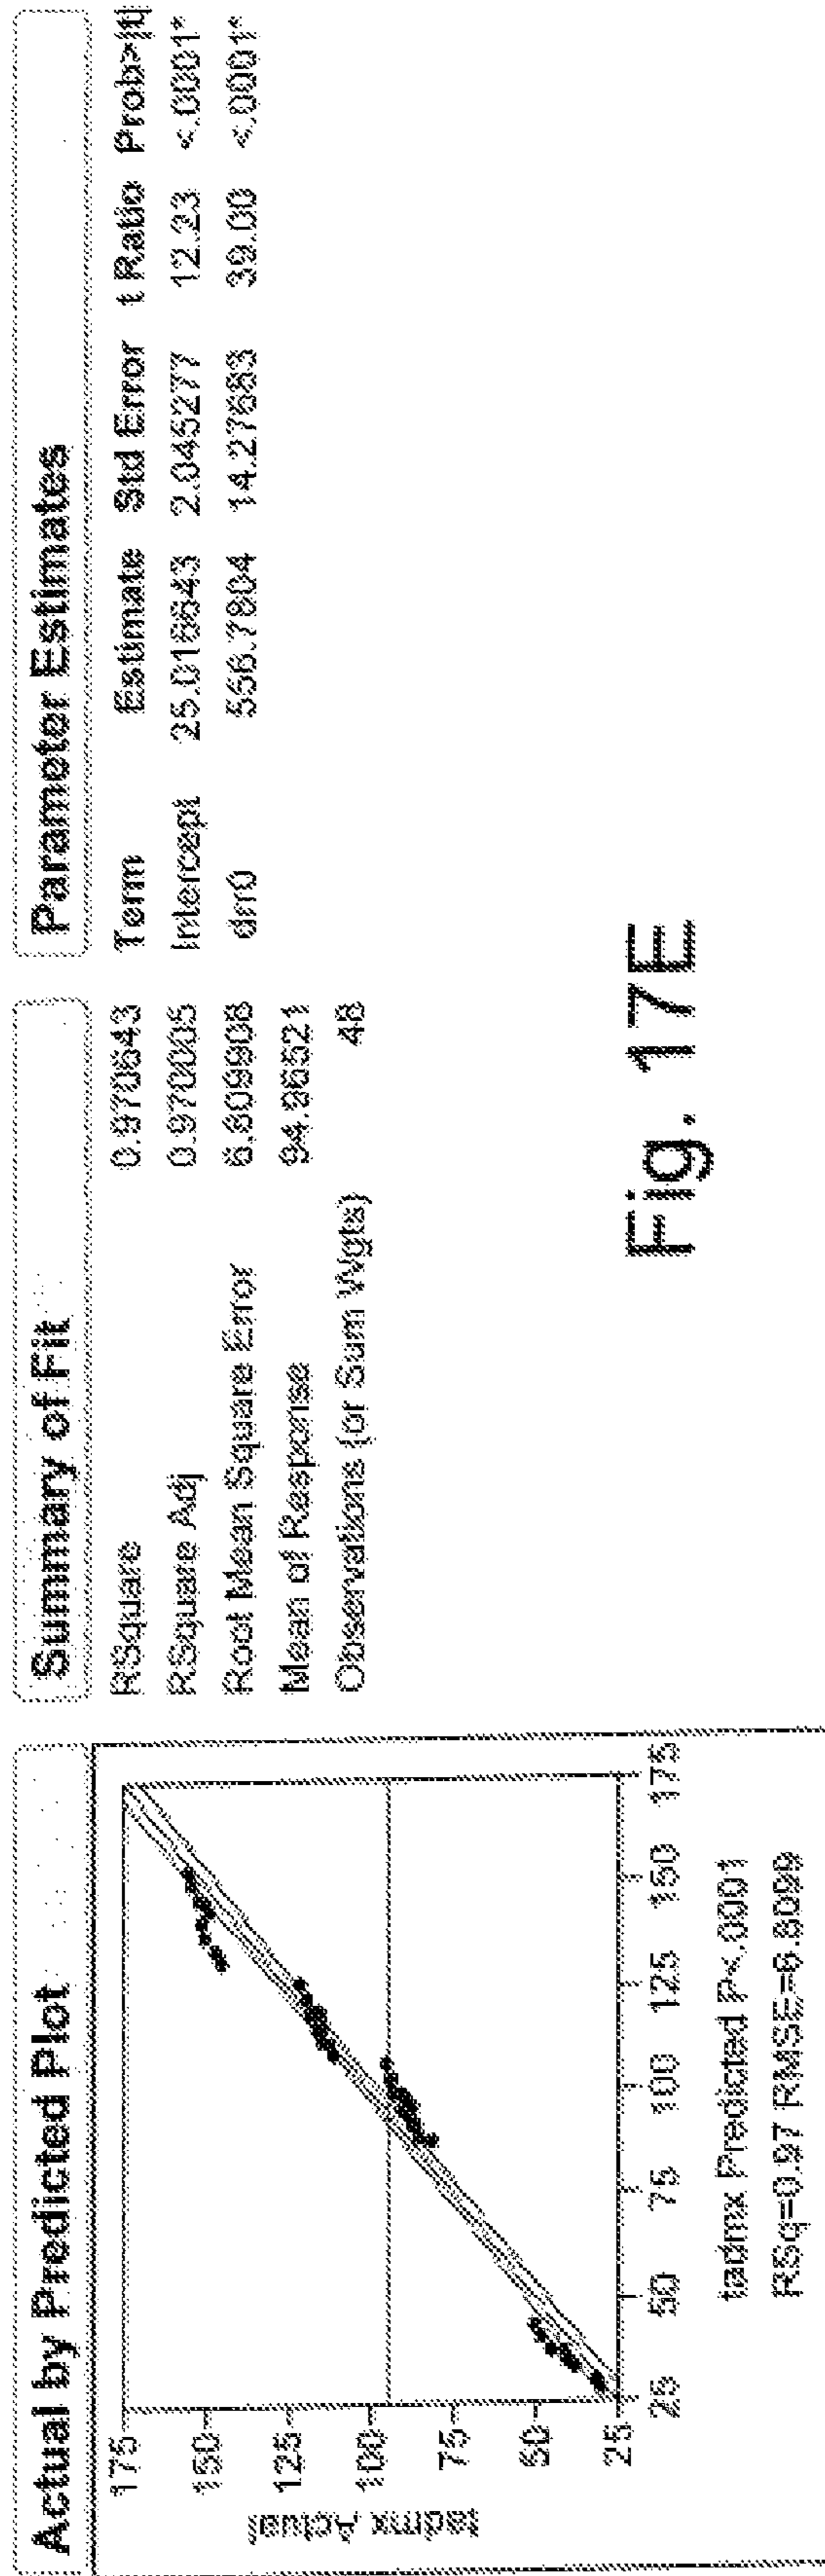 Actual by Predicted Plot
tadmx Actual
175
150
125
100
75
50
25
25 50 75 100 125 150 175
tadmx Predicted P<.0001
RSq=0.97 RMSE=6.8099
Summary of Fit
RSquare 0.970643
RSquare Adj 0.970005
Root Mean Square Error 6.809908
Mean of Response 94.96521
Observations (or Sum Wgts) 48
Parameter Estimates
Term Estimate Std Error t Ratio Prob>|t|
Intercept 25.016643 2.045277 12.23 <.0001*
drr0 556.7804 14.27683 39.00 <.0001*
Fig. 17E